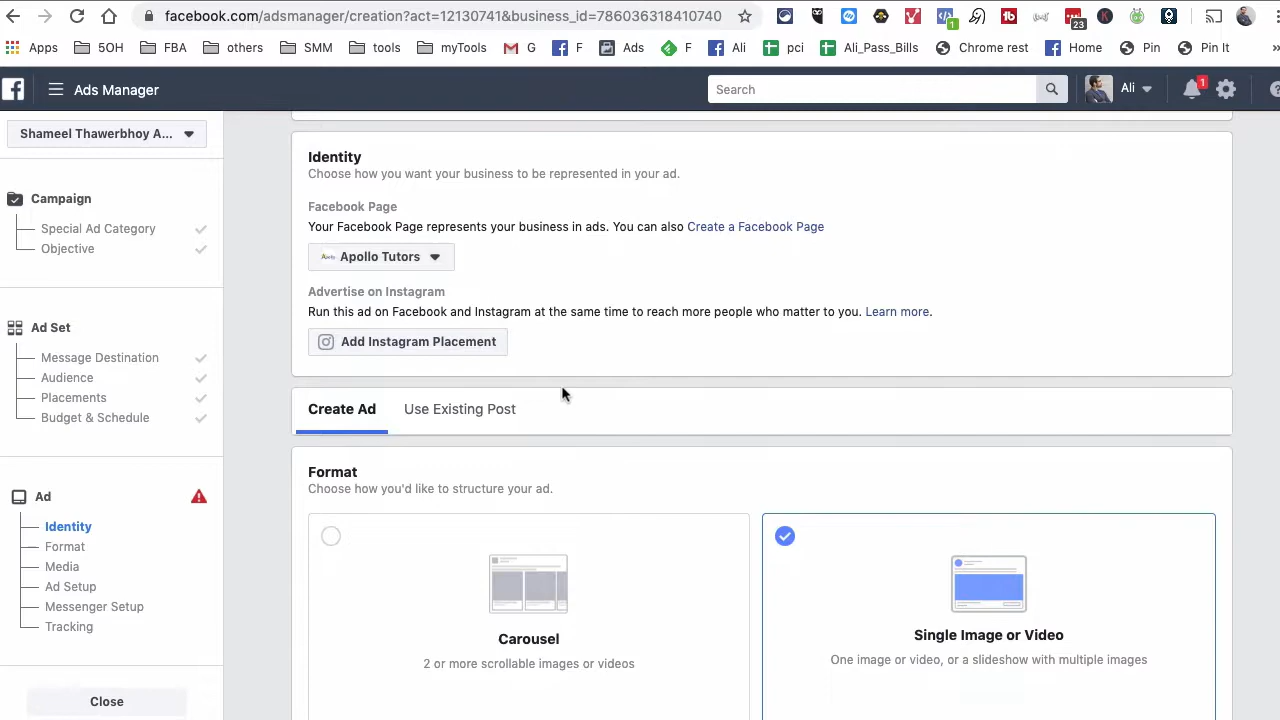 facebook.com/adsmanager/creation?act=12130741&business_id=786036318410740
1
23
Apps 5OH FBA others SMM tools myTools G F Ads F Ali pci Ali_Pass_Bills Chrome rest Home Pin Pin It »
Ads Manager
Search
Ali
1
Shameel Thawerbhoy A...
Campaign
Special Ad Category
Objective
Ad Set
Message Destination
Audience
Placements
Budget & Schedule
Ad
Identity
Format
Media
Ad Setup
Messenger Setup
Tracking
Close
Identity
Choose how you want your business to be represented in your ad.
Facebook Page
Your Facebook Page represents your business in ads. You can also Create a Facebook Page
Apollo Tutors
Advertise on Instagram
Run this ad on Facebook and Instagram at the same time to reach more people who matter to you. Learn more.
Add Instagram Placement
Create Ad Use Existing Post
Format
Choose how you'd like to structure your ad.
Carousel
2 or more scrollable images or videos
Single Image or Video
One image or video, or a slideshow with multiple images